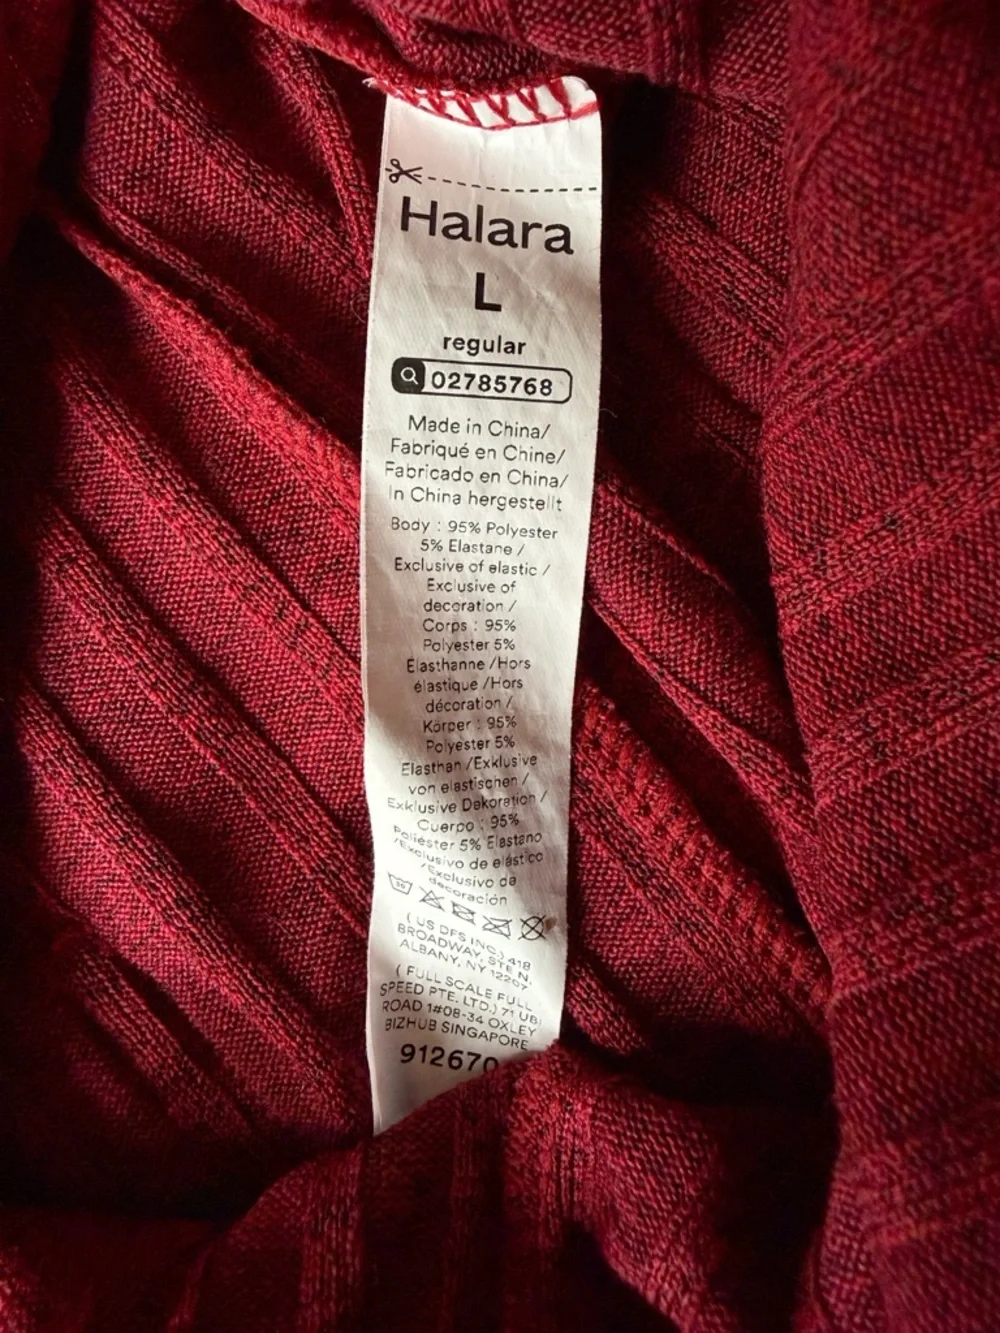 Halara
L
regular
02785768
Made in China/
Fabriqué en Chine/
Fabricado en China/
In China hergestellt
Body : 95% Polyester
5% Elastane /
Exclusive of elastic /
Exclusive of
decoration /
Corps : 95%
Polyester 5%
Élasthanne /Hors
élastique /Hors
décoration /
Körper : 95%
Polyester 5%
Elasthan /Exklusive
von elastischen /
Exklusive Dekoration /
Cuerpo : 95%
Poliéster 5% Elastano
/Exclusivo de elástico
/Exclusivo de
decoración
30
( US DFS INC.) 418
BROADWAY, STE N,
ALBANY, NY 12207
( FULL SCALE FULL
SPEED PTE. LTD.) 71 UBI
ROAD 1#08-34 OXLEY
BIZHUB SINGAPORE
912670